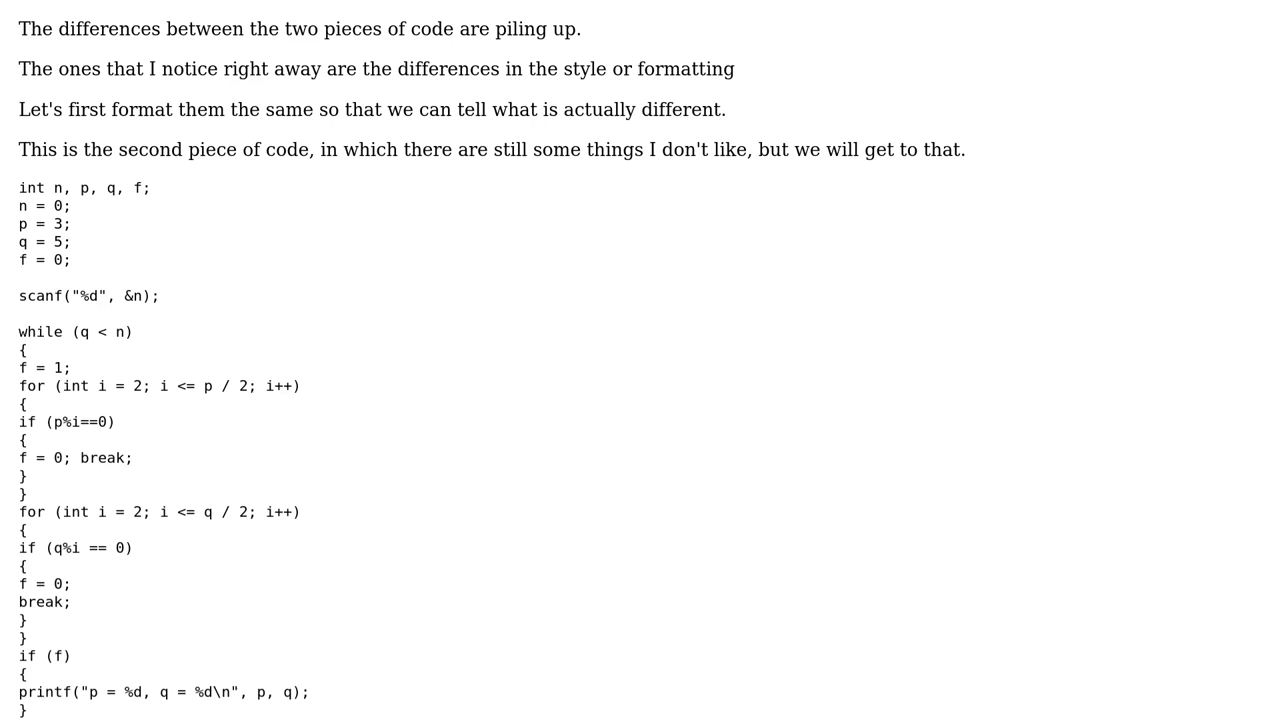 The differences between the two pieces of code are piling up.
The ones that I notice right away are the differences in the style or formatting
Let's first format them the same so that we can tell what is actually different.
This is the second piece of code, in which there are still some things I don't like, but we will get to that.
int n, p, q, f;
n = 0;
p = 3;
q = 5;
f = 0;
scanf("%d", &n);
while (q < n)
{
f = 1;
for (int i = 2; i <= p / 2; i++)
{
if (p%i==0)
{
f = 0; break;
}
}
for (int i = 2; i <= q / 2; i++)
{
if (q%i == 0)
{
f = 0;
break;
}
}
if (f)
{
printf("p = %d, q = %d\n", p, q);
}